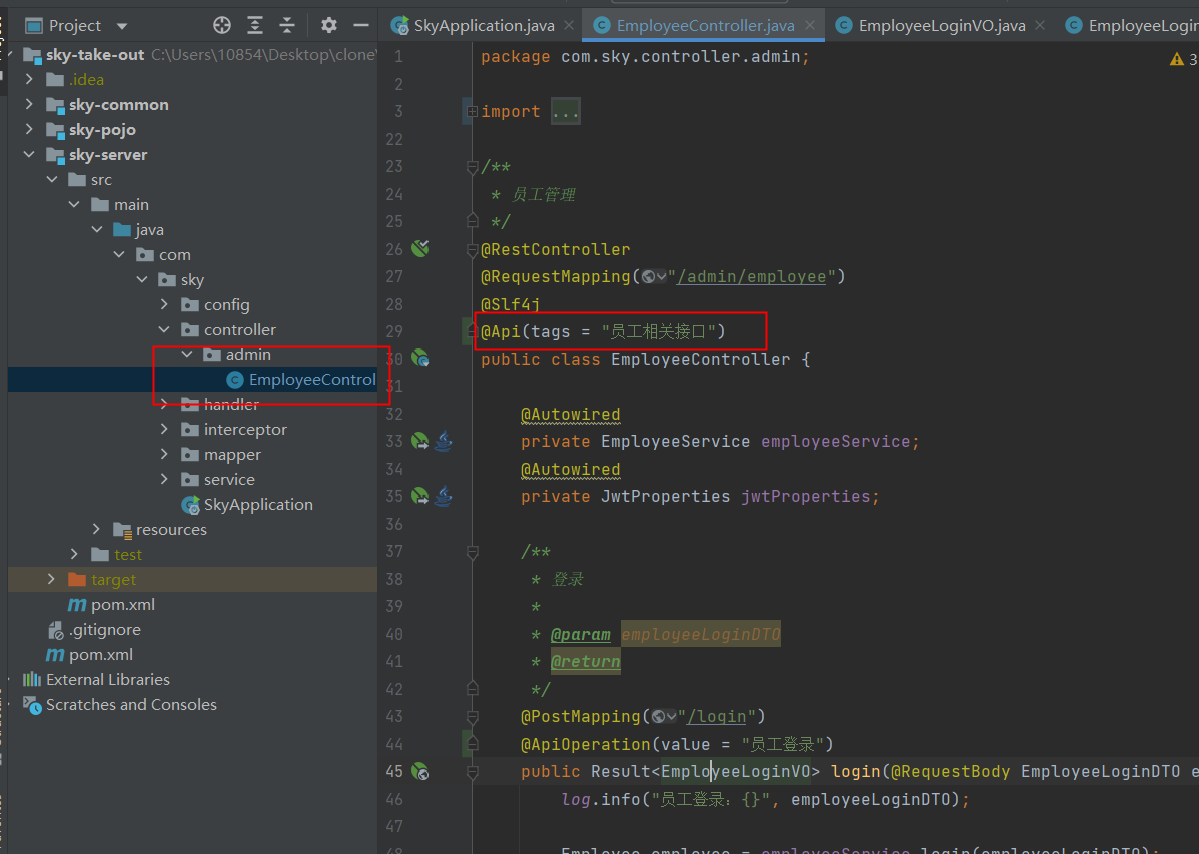 Project
SkyApplication.java
EmployeeController.java
EmployeeLoginVO.java
EmployeeLogin
sky-take-out C:\Users\10854\Desktop\clone\
.idea
sky-common
sky-pojo
sky-server
src
main
java
com
sky
config
controller
admin
EmployeeControl
handler
interceptor
mapper
service
SkyApplication
resources
test
target
pom.xml
.gitignore
pom.xml
External Libraries
Scratches and Consoles
1 package com.sky.controller.admin;
3
2
3 import ...
22
23 /**
24 * 员工管理
25 */
26 @RestController
27 @RequestMapping("/admin/employee")
28 @Slf4j
29 @Api(tags = "员工相关接口")
30 public class EmployeeController {
31
32 @Autowired
33 private EmployeeService employeeService;
34 @Autowired
35 private JwtProperties jwtProperties;
36
37 /**
38 * 登录
39 *
40 * @param employeeLoginDTO
41 * @return
42 */
43 @PostMapping("/login")
44 @ApiOperation(value = "员工登录")
45 public Result<EmployeeLoginVO> login(@RequestBody EmployeeLoginDTO e
46 log.info("员工登录：{}", employeeLoginDTO);
47
48 Employee employee = employeeService.login(employeeLoginDTO);